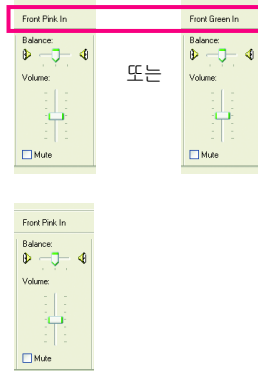 Front Pink In
Balance:
Volume:
Mute
또는
Front Green In
Balance:
Volume:
Mute
Front Pink In
Balance:
Volume:
Mute